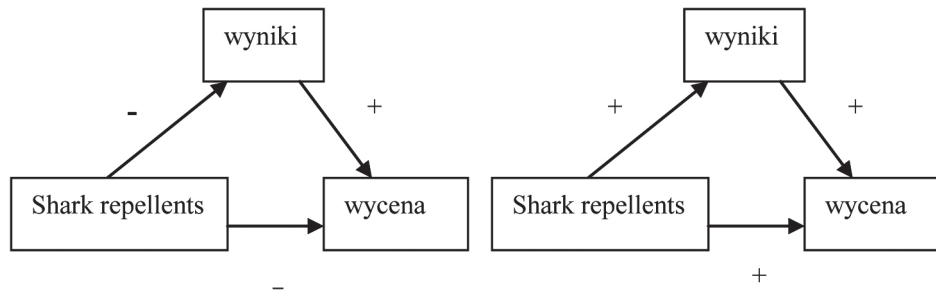 wyniki
-
+
Shark repellents
wycena
-
wyniki
+
+
Shark repellents
wycena
+